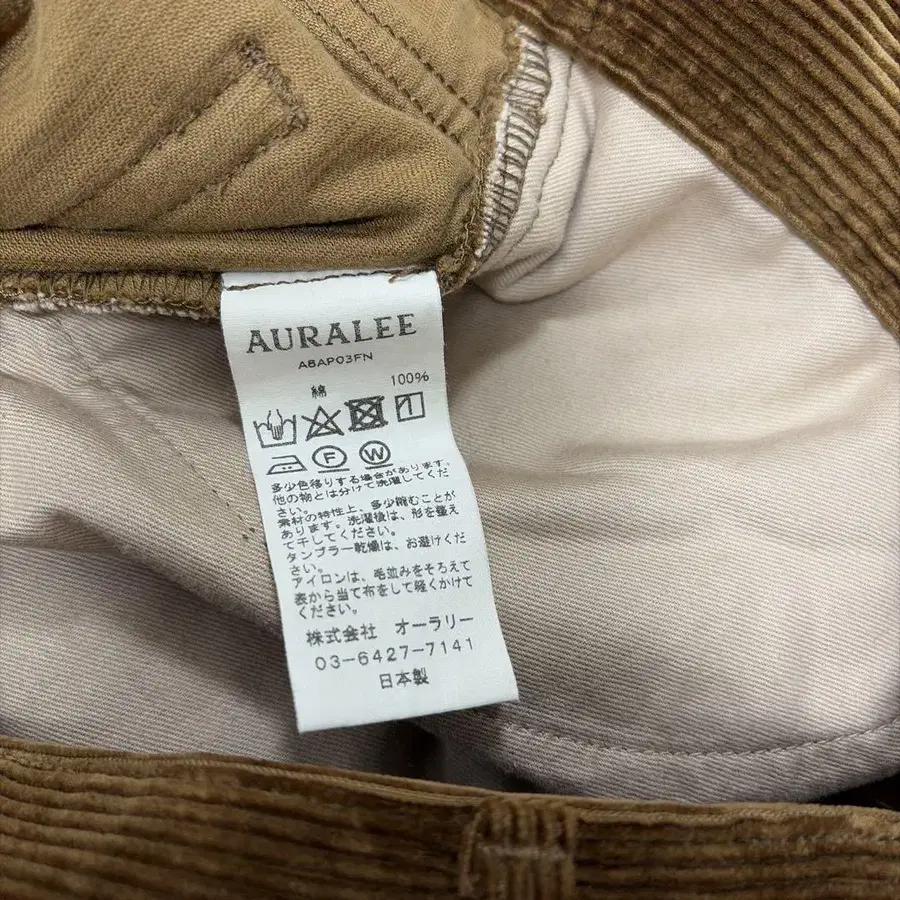 AURALEE
A8AP03FN
綿 100%
F W
多少色移りする場合があります。
他の物とは分けて洗濯してくだ
さい。
素材の特性上、多少縮むことが
あります。洗濯後は、形を整え
て干してください。
タンブラー乾燥は、お避けくだ
さい。
アイロンは、毛並みをそろえて
表から当て布をして軽くかけて
ください。
株式会社 オーラリー
03-6427-7141
日本製